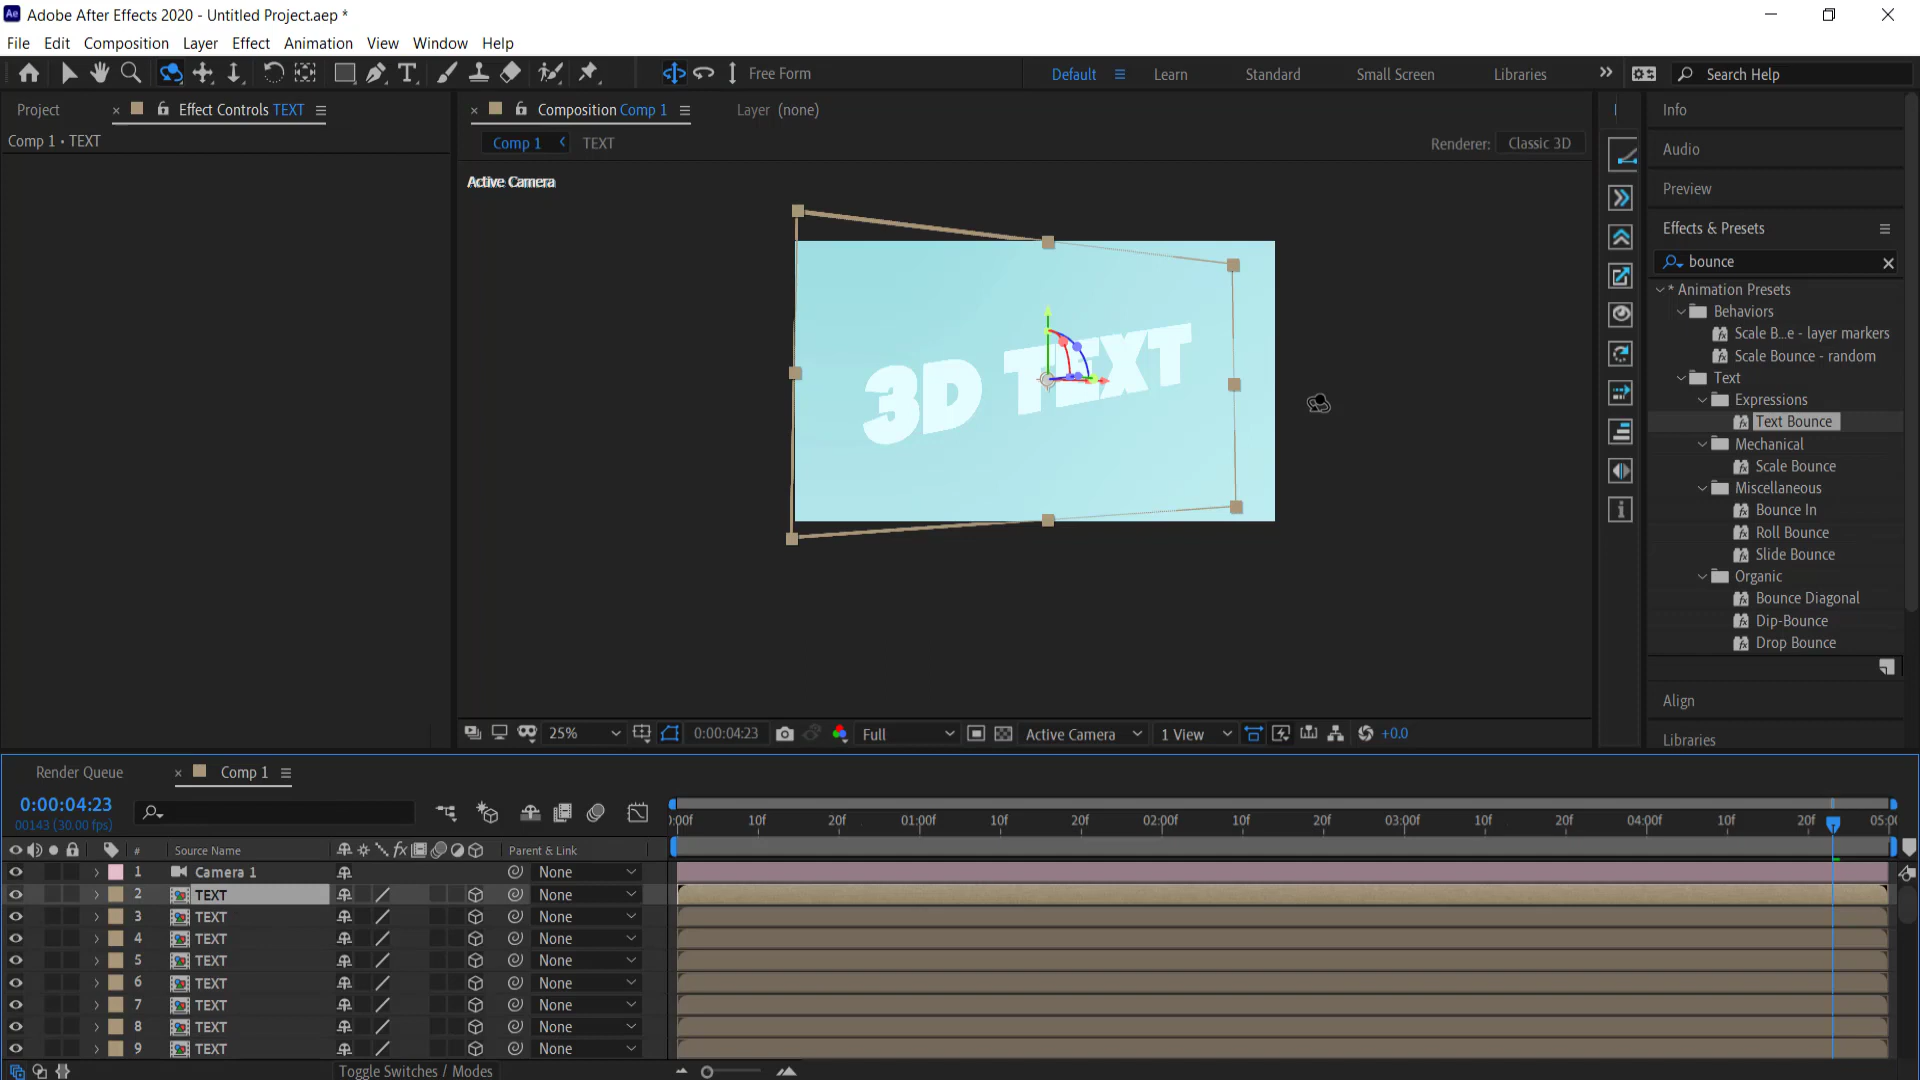 Adobe After Effects 2020 - Untitled Project.aep *
File Edit Composition Layer Effect Animation View Window Help
Free Form Default Learn Standard Small Screen Libraries Search Help
Project Effect Controls TEXT Composition Comp 1 Layer (none)
Comp 1 • TEXT
Comp 1 TEXT Renderer: Classic 3D
Active Camera
3D TEXT
Info
Audio
Preview
Effects & Presets
bounce
* Animation Presets
Behaviors
Scale B...e - layer markers
Scale Bounce - random
Text
Expressions
Text Bounce
Mechanical
Scale Bounce
Miscellaneous
Bounce In
Roll Bounce
Slide Bounce
Organic
Bounce Diagonal
Dip-Bounce
Drop Bounce
Align
Libraries
25% 0:00:04:23 Full Active Camera 1 View +0.0
Render Queue Comp 1
0:00:04:23
00143 (30.00 fps)
:00f 10f 20f 01:00f 10f 20f 02:00f 10f 20f 03:00f 10f 20f 04:00f 10f 20f 05:00
# Source Name Parent & Link
1 Camera 1 None
2 TEXT None
3 TEXT None
4 TEXT None
5 TEXT None
6 TEXT None
7 TEXT None
8 TEXT None
9 TEXT None
Toggle Switches / Modes